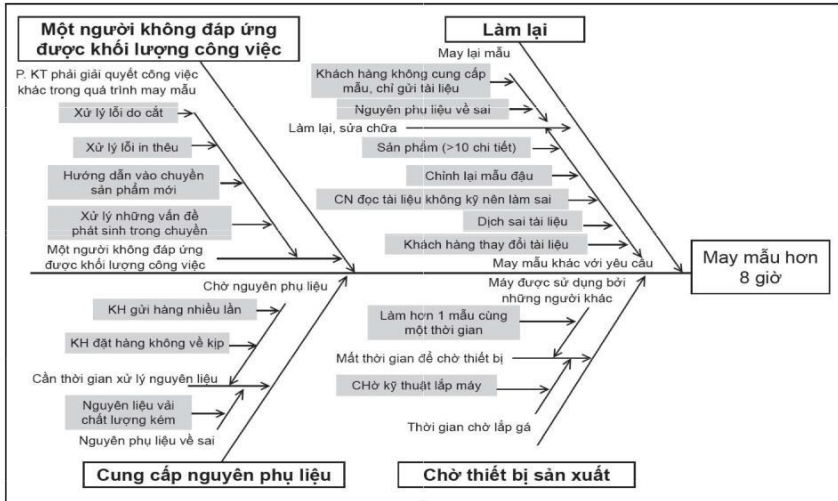 Một người không đáp ứng
được khối lượng công việc
P. KT phải giải quyết công việc
khác trong quá trình may mẫu
Xử lý lỗi do cắt
Xử lý lỗi in thêu
Hướng dẫn vào chuyền
sản phẩm mới
Xử lý những vấn đề
phát sinh trong chuyền
Một người không đáp ứng
được khối lượng công việc
Làm lại
May lại mẫu
Khách hàng không cung cấp
mẫu, chỉ gửi tài liệu
Nguyên phụ liệu về sai
Làm lại, sửa chữa
Sản phẩm (>10 chi tiết)
Chỉnh lại mẫu đậu
CN đọc tài liệu không kỹ nên làm sai
Dịch sai tài liệu
Khách hàng thay đổi tài liệu
May mẫu khác với yêu cầu
May mẫu hơn
8 giờ
Chờ nguyên phụ liệu
KH gửi hàng nhiều lần
KH đặt hàng không về kịp
Cần thời gian xử lý nguyên liệu
Nguyên liệu vải
chất lượng kém
Nguyên phụ liệu về sai
Cung cấp nguyên phụ liệu
Máy được sử dụng bởi
những người khác
Làm hơn 1 mẫu cùng
một thời gian
Mất thời gian để chờ thiết bị
CHờ kỹ thuật lắp máy
Thời gian chờ lắp gá
Chờ thiết bị sản xuất